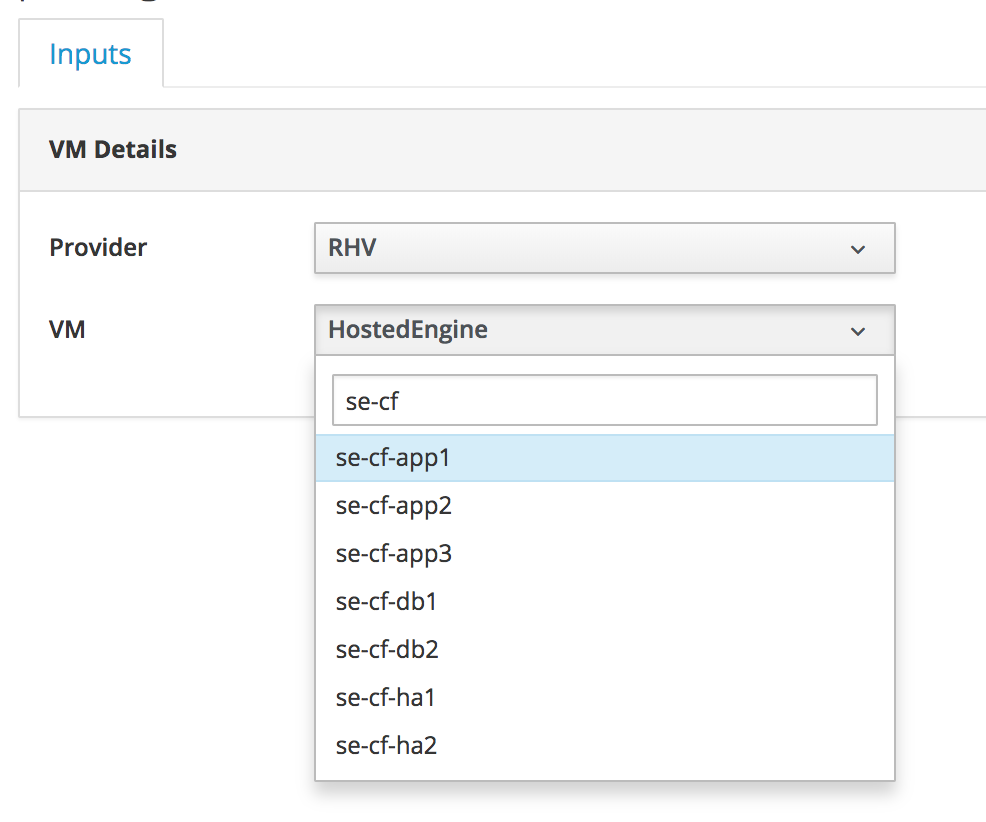 Inputs
VM Details
Provider RHV
VM HostedEngine
se-cf
se-cf-app1
se-cf-app2
se-cf-app3
se-cf-db1
se-cf-db2
se-cf-ha1
se-cf-ha2